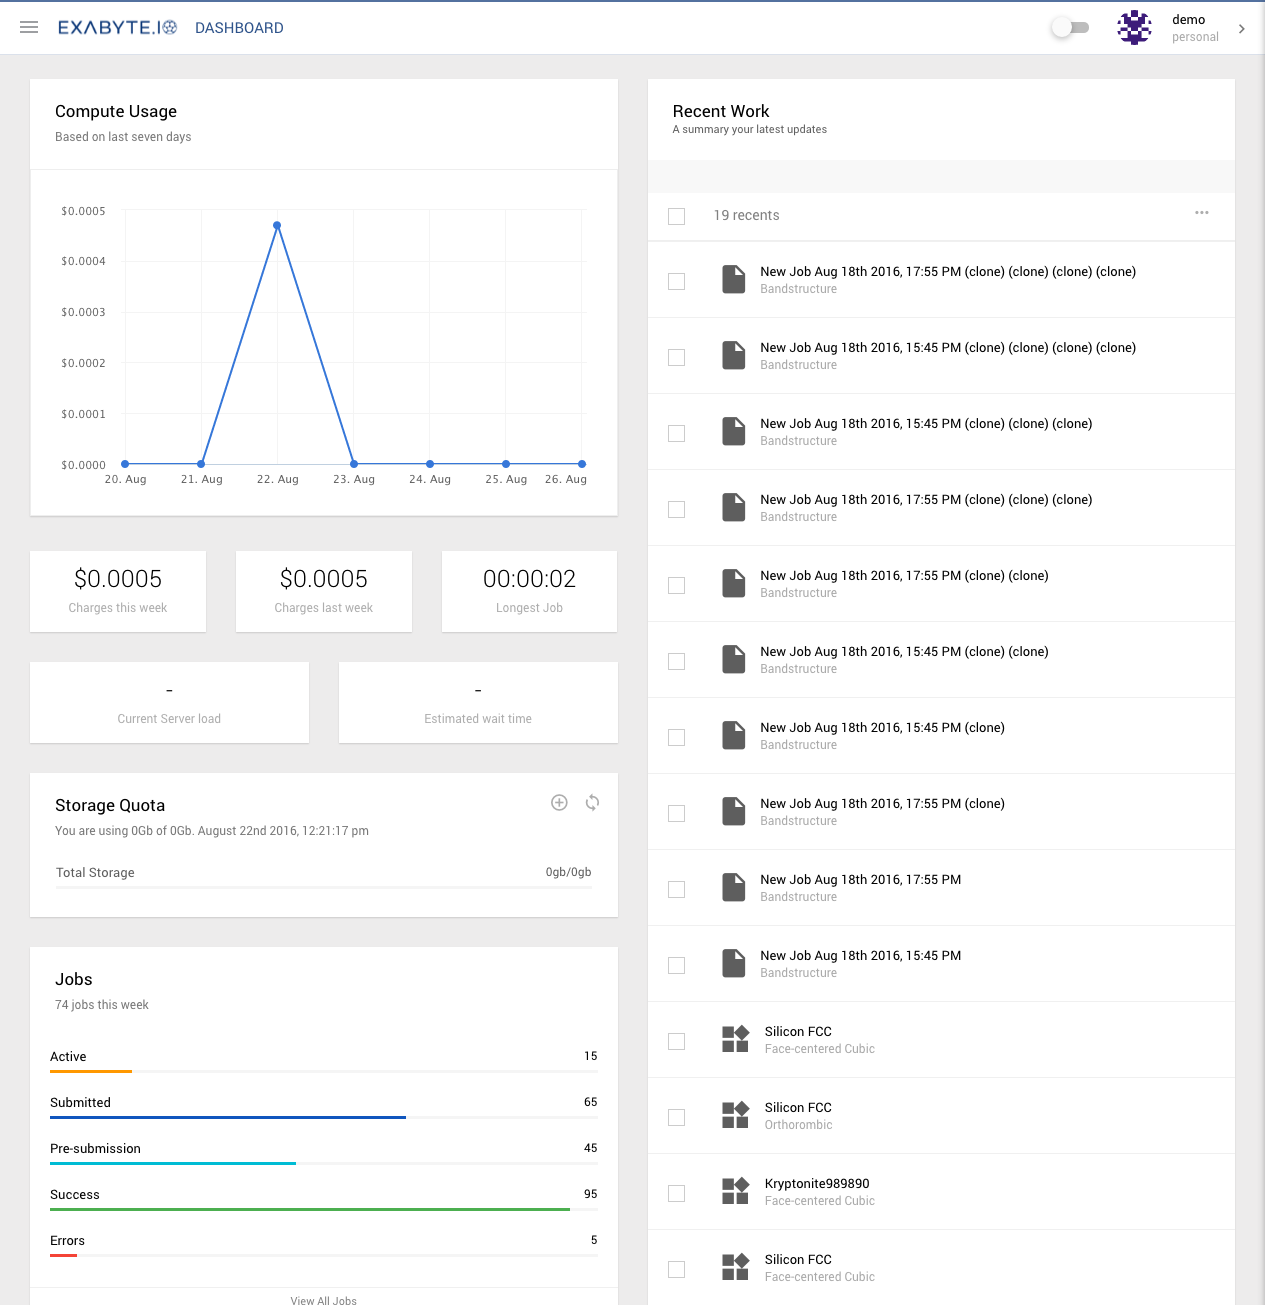 EXABYTE.IO DASHBOARD
demo
personal
Compute Usage
Based on last seven days
$0.0005
$0.0004
$0.0003
$0.0002
$0.0001
$0.0000
20. Aug 21. Aug 22. Aug 23. Aug 24. Aug 25. Aug 26. Aug
$0.0005
Charges this week
$0.0005
Charges last week
00:00:02
Longest Job
-
Current Server load
-
Estimated wait time
Storage Quota
You are using 0Gb of 0Gb. August 22nd 2016, 12:21:17 pm
Total Storage 0gb/0gb
Jobs
74 jobs this week
Active 15
Submitted 65
Pre-submission 45
Success 95
Errors 5
View All Jobs
Recent Work
A summary your latest updates
19 recents
New Job Aug 18th 2016, 17:55 PM (clone) (clone) (clone) (clone)
Bandstructure
New Job Aug 18th 2016, 15:45 PM (clone) (clone) (clone) (clone)
Bandstructure
New Job Aug 18th 2016, 15:45 PM (clone) (clone) (clone)
Bandstructure
New Job Aug 18th 2016, 17:55 PM (clone) (clone) (clone)
Bandstructure
New Job Aug 18th 2016, 17:55 PM (clone) (clone)
Bandstructure
New Job Aug 18th 2016, 15:45 PM (clone) (clone)
Bandstructure
New Job Aug 18th 2016, 15:45 PM (clone)
Bandstructure
New Job Aug 18th 2016, 17:55 PM (clone)
Bandstructure
New Job Aug 18th 2016, 17:55 PM
Bandstructure
New Job Aug 18th 2016, 15:45 PM
Bandstructure
Silicon FCC
Face-centered Cubic
Silicon FCC
Orthorombic
Kryptonite989890
Face-centered Cubic
Silicon FCC
Face-centered Cubic